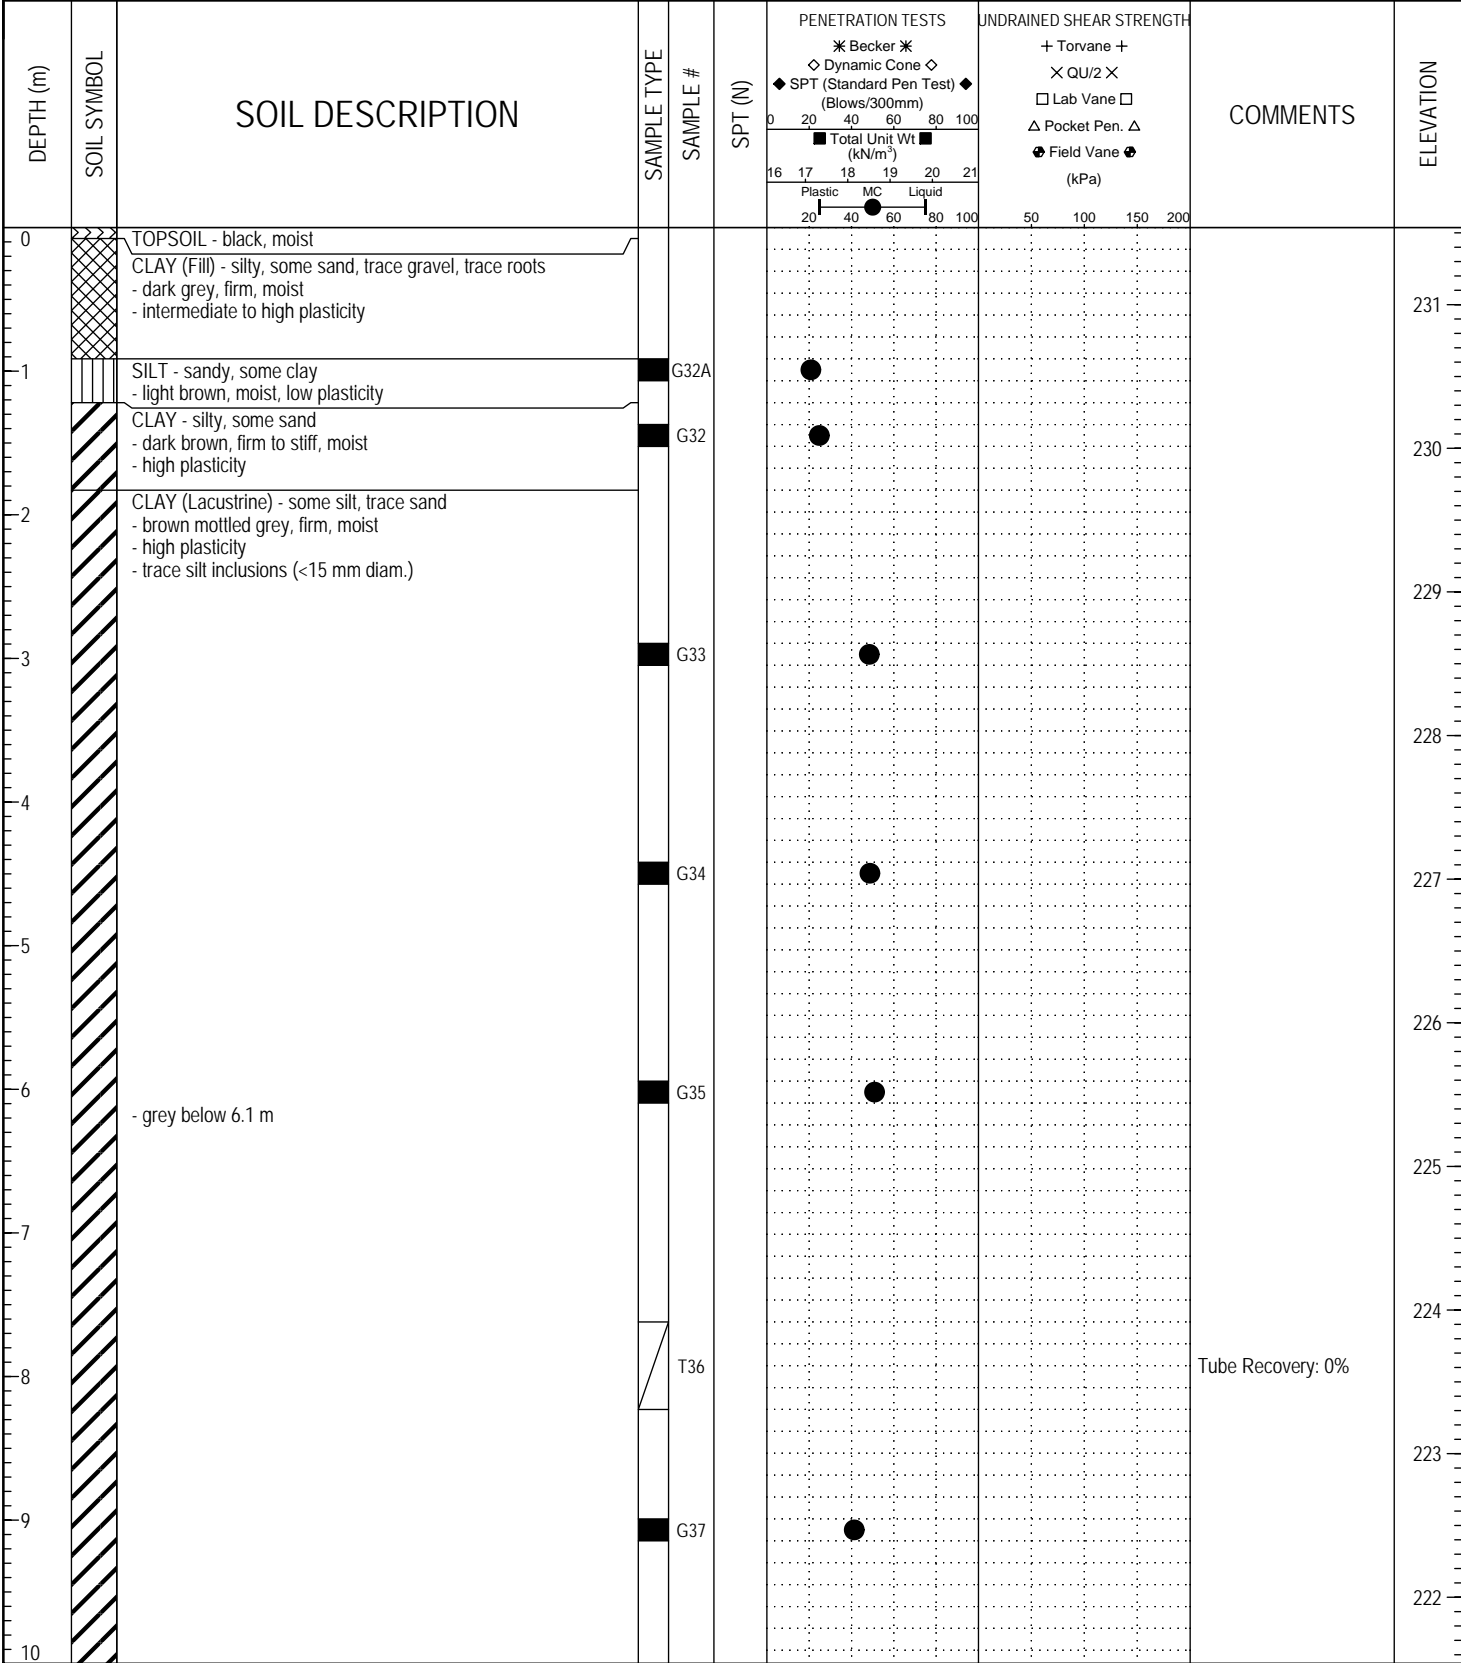 DEPTH (m)
SOIL SYMBOL
SOIL DESCRIPTION
SAMPLE TYPE
SAMPLE #
SPT (N)
PENETRATION TESTS
Becker
Dynamic Cone
SPT (Standard Pen Test)
(Blows/300mm)
0 20 40 60 80 100
Total Unit Wt
(kN/m³)
16 17 18 19 20 21
Plastic MC Liquid
20 40 60 80 100
UNDRAINED SHEAR STRENGTH
+ Torvane +
× QU/2 ×
□ Lab Vane □
△ Pocket Pen. △
Field Vane
(kPa)
50 100 150 200
COMMENTS
ELEVATION
0
TOPSOIL - black, moist
CLAY (Fill) - silty, some sand, trace gravel, trace roots
- dark grey, firm, moist
- intermediate to high plasticity
231
1
SILT - sandy, some clay
- light brown, moist, low plasticity
G32A
CLAY - silty, some sand
- dark brown, firm to stiff, moist
- high plasticity
G32
230
CLAY (Lacustrine) - some silt, trace sand
- brown mottled grey, firm, moist
- high plasticity
- trace silt inclusions (<15 mm diam.)
2
229
3
G33
228
4
G34
227
5
226
6
G35
- grey below 6.1 m
225
7
224
T36
Tube Recovery: 0%
8
223
9
G37
222
10